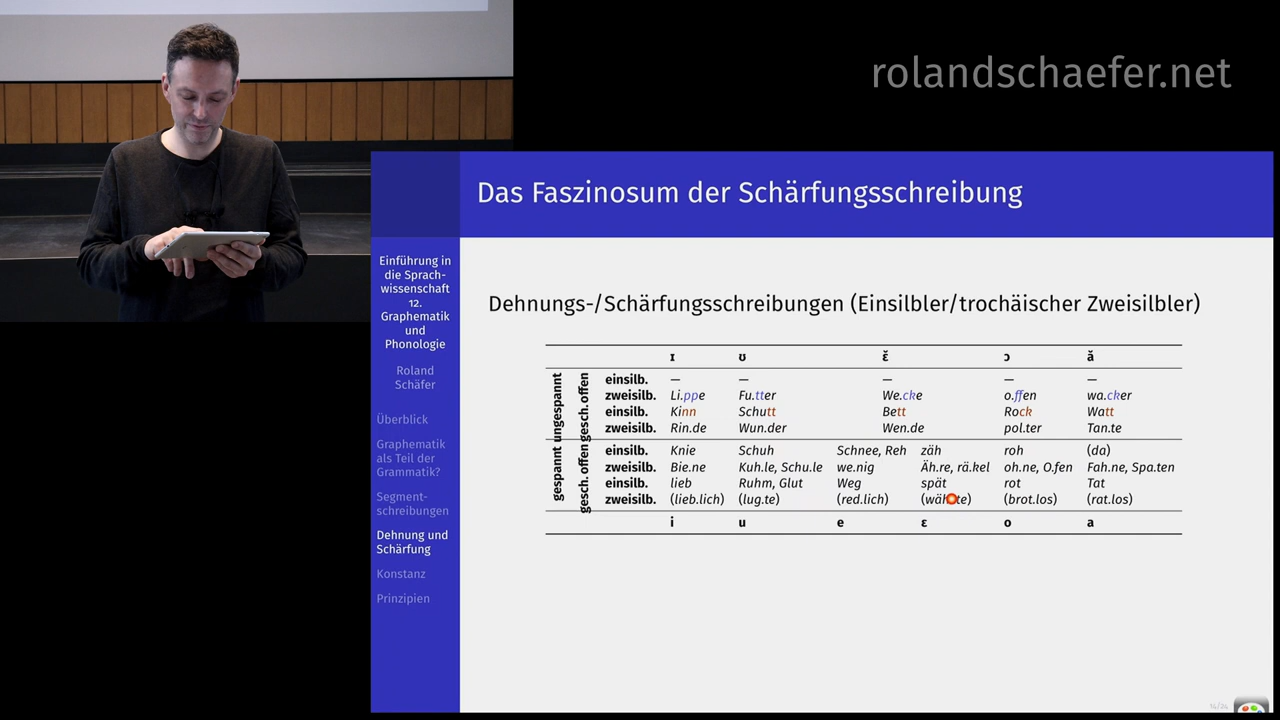 rolandschaefer.net
Das Faszinosum der Schärfungsschreibung
Einführung in
die Sprach-
wissenschaft
12.
Graphematik
und
Phonologie
Roland
Schäfer
Überblick
Graphematik
als Teil der
Grammatik?
Segment-
schreibungen
Dehnung und
Schärfung
Konstanz
Prinzipien
Dehnungs-/Schärfungsschreibungen (Einsilbler/trochäischer Zweisilbler)
ɪ ʊ ɛ̆ ɔ ă
ungespannt
offen
gesch.
einsilb. — — — — —
zweisilb. Li.ppe Fu.tter We.cke o.ffen wa.cker
einsilb. Kinn Schutt Bett Rock Watt
zweisilb. Rin.de Wun.der Wen.de pol.ter Tan.te
gespannt
offen
gesch.
einsilb. Knie Schuh Schnee, Reh zäh roh (da)
zweisilb. Bie.ne Kuh.le, Schu.le we.nig Äh.re, rä.kel oh.ne, O.fen Fah.ne, Spa.ten
einsilb. lieb Ruhm, Glut Weg spät rot Tat
zweisilb. (lieb.lich) (lug.te) (red.lich) (brot.los) (rat.los)
i u e ɛ o a
14/24